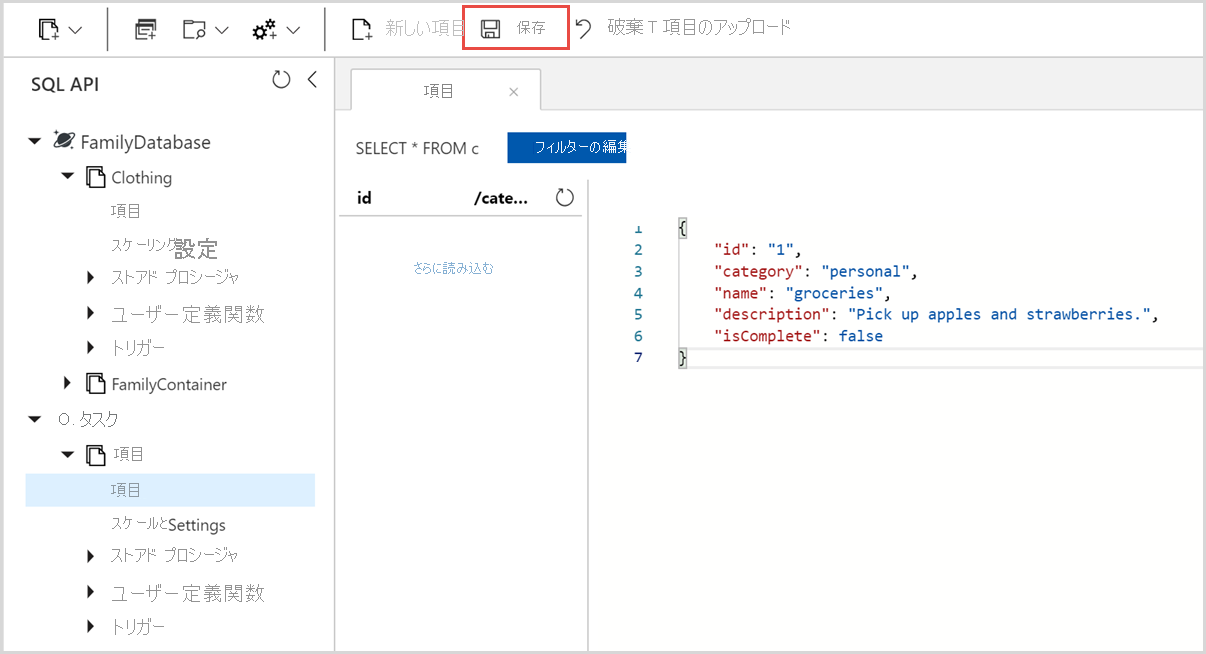 新しい項目 保存 破棄 T 項目のアップロード
SQL API
FamilyDatabase
Clothing
項目
スケーリング設定
ストアド プロシージャ
ユーザー定義関数
トリガー
FamilyContainer
O. タスク
項目
項目
スケールとSettings
ストアド プロシージャ
ユーザー定義関数
トリガー
項目
SELECT * FROM c フィルターの編集
id /cate...
さらに読み込む
1 {
2 "id": "1",
3 "category": "personal",
4 "name": "groceries",
5 "description": "Pick up apples and strawberries.",
6 "isComplete": false
7 }